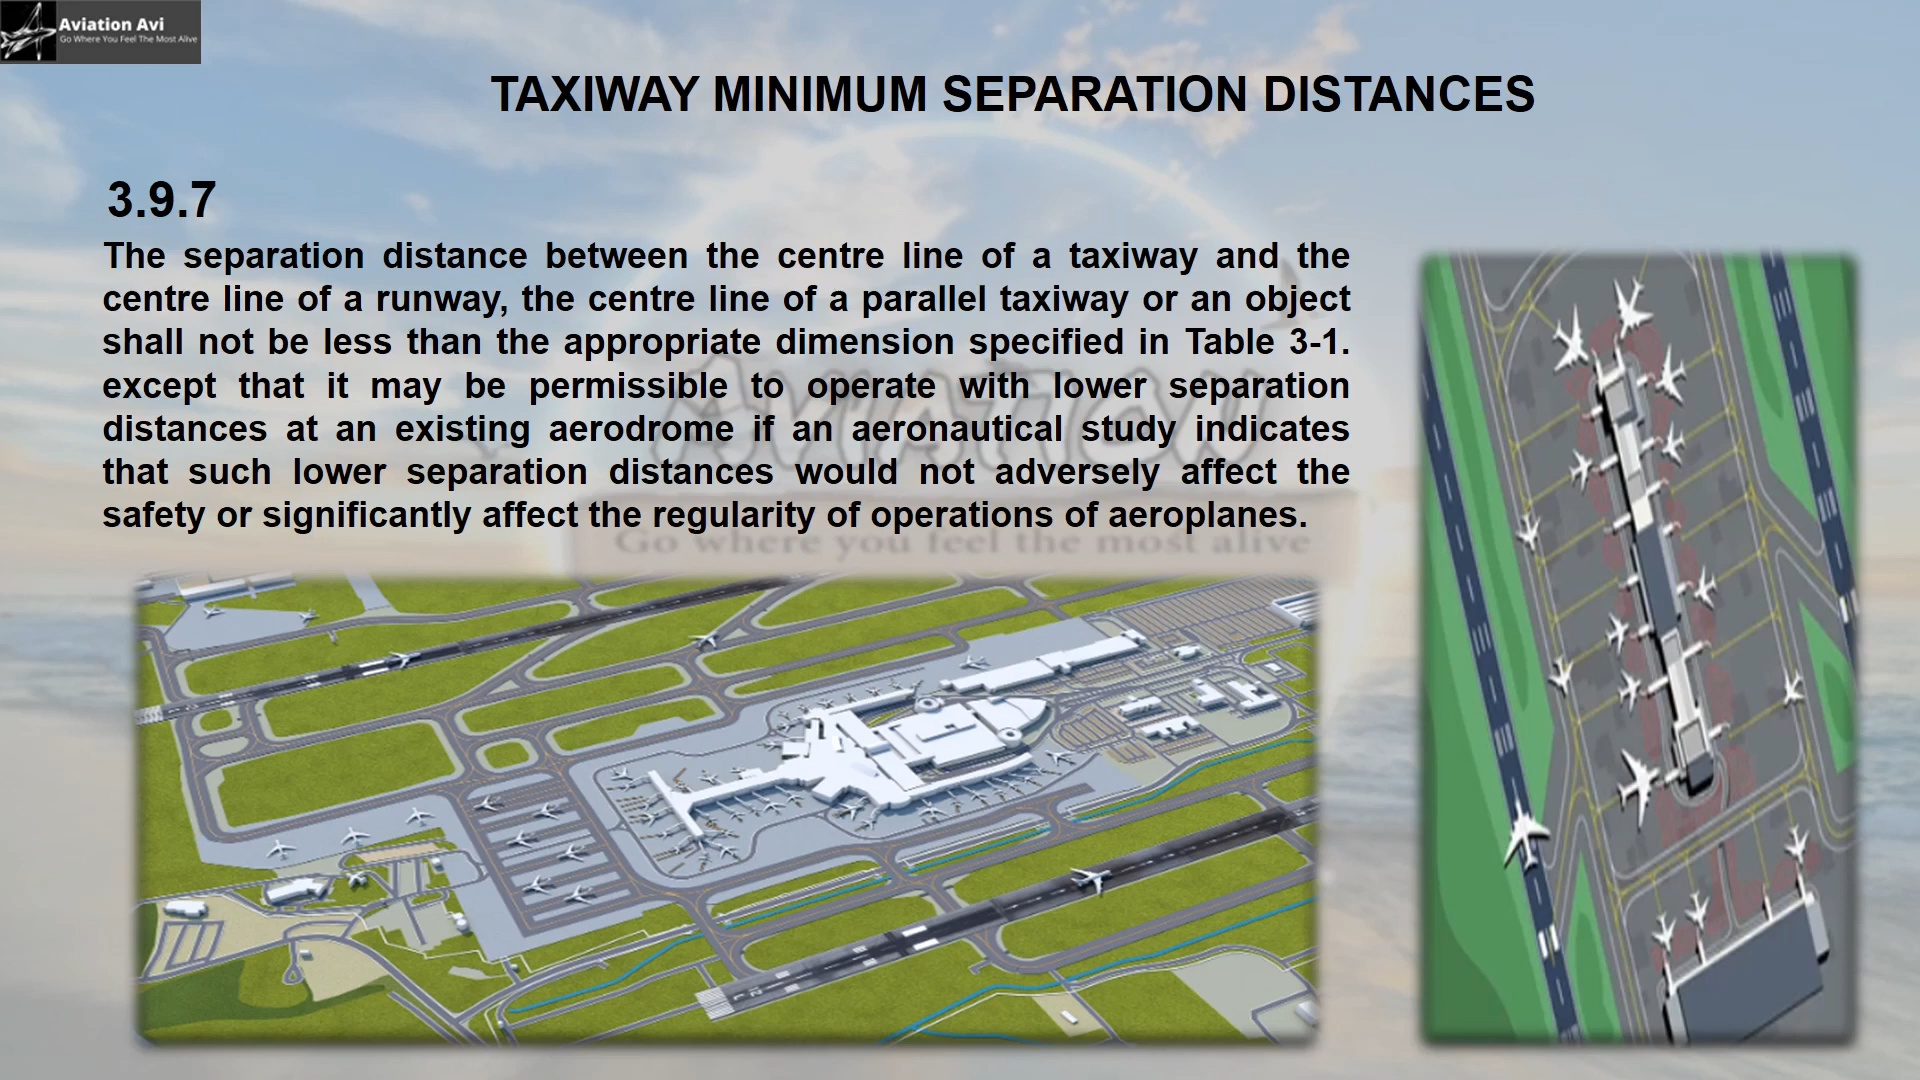 Aviation Avi
Go Where You Feel The Most Alive
TAXIWAY MINIMUM SEPARATION DISTANCES
3.9.7
The separation distance between the centre line of a taxiway and the
centre line of a runway, the centre line of a parallel taxiway or an object
shall not be less than the appropriate dimension specified in Table 3-1.
except that it may be permissible to operate with lower separation
distances at an existing aerodrome if an aeronautical study indicates
that such lower separation distances would not adversely affect the
safety or significantly affect the regularity of operations of aeroplanes.
AVIATION
Go where you feel the most alive